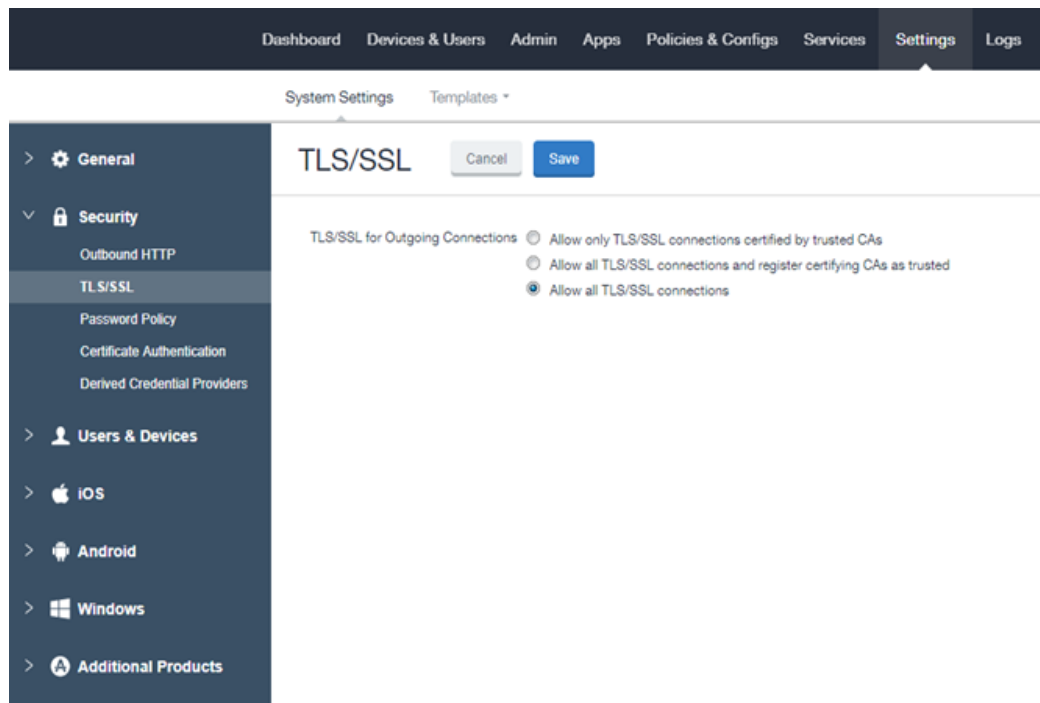 Dashboard Devices & Users Admin Apps Policies & Configs Services Settings Logs
System Settings Templates
General
Security
Outbound HTTP
TLS/SSL
Password Policy
Certificate Authentication
Derived Credential Providers
Users & Devices
iOS
Android
Windows
Additional Products
TLS/SSL Cancel Save
TLS/SSL for Outgoing Connections Allow only TLS/SSL connections certified by trusted CAs
Allow all TLS/SSL connections and register certifying CAs as trusted
Allow all TLS/SSL connections